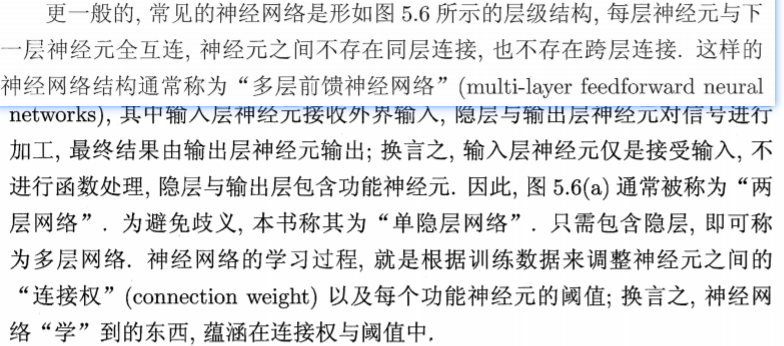 更一般的, 常见的神经网络是形如图 5.6 所示的层级结构, 每层神经元与下
一层神经元全互连, 神经元之间不存在同层连接, 也不存在跨层连接. 这样的
神经网络结构通常称为“多层前馈神经网络”(multi-layer feedforward neural
networks), 其中输入层神经元接收外界输入, 隐层与输出层神经元对信号进行
加工, 最终结果由输出层神经元输出; 换言之, 输入层神经元仅是接受输入, 不
进行函数处理, 隐层与输出层包含功能神经元. 因此, 图 5.6(a) 通常被称为“两
层网络”. 为避免歧义, 本书称其为“单隐层网络”. 只需包含隐层, 即可称
为多层网络. 神经网络的学习过程, 就是根据训练数据来调整神经元之间的
“连接权”(connection weight) 以及每个功能神经元的阈值; 换言之, 神经网
络“学”到的东西, 蕴涵在连接权与阈值中.